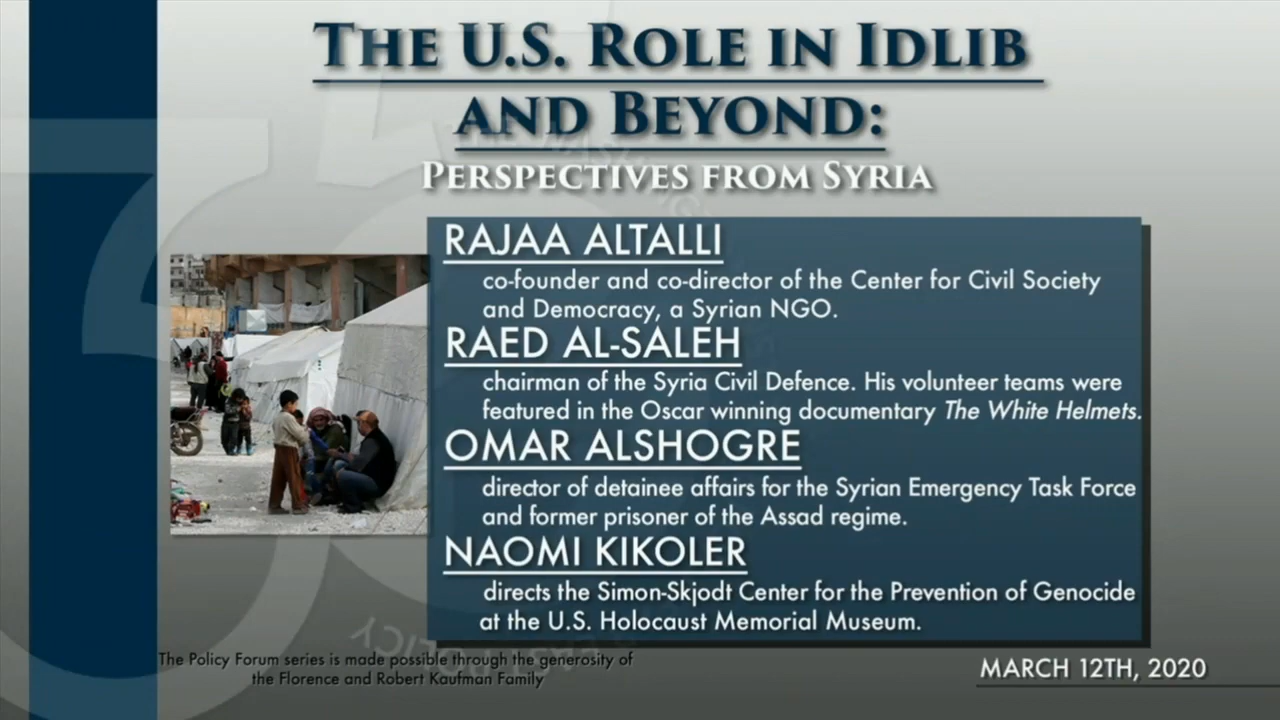 THE U.S. ROLE IN IDLIB
AND BEYOND:
PERSPECTIVES FROM SYRIA
RAJAA ALTALLI
co-founder and co-director of the Center for Civil Society
and Democracy, a Syrian NGO.
RAED AL-SALEH
chairman of the Syria Civil Defence. His volunteer teams were
featured in the Oscar winning documentary The White Helmets.
OMAR ALSHOGRE
director of detainee affairs for the Syrian Emergency Task Force
and former prisoner of the Assad regime.
NAOMI KIKOLER
directs the Simon-Skjodt Center for the Prevention of Genocide
at the U.S. Holocaust Memorial Museum.
The Policy Forum series is made possible through the generosity of
the Florence and Robert Kaufman Family
MARCH 12TH, 2020